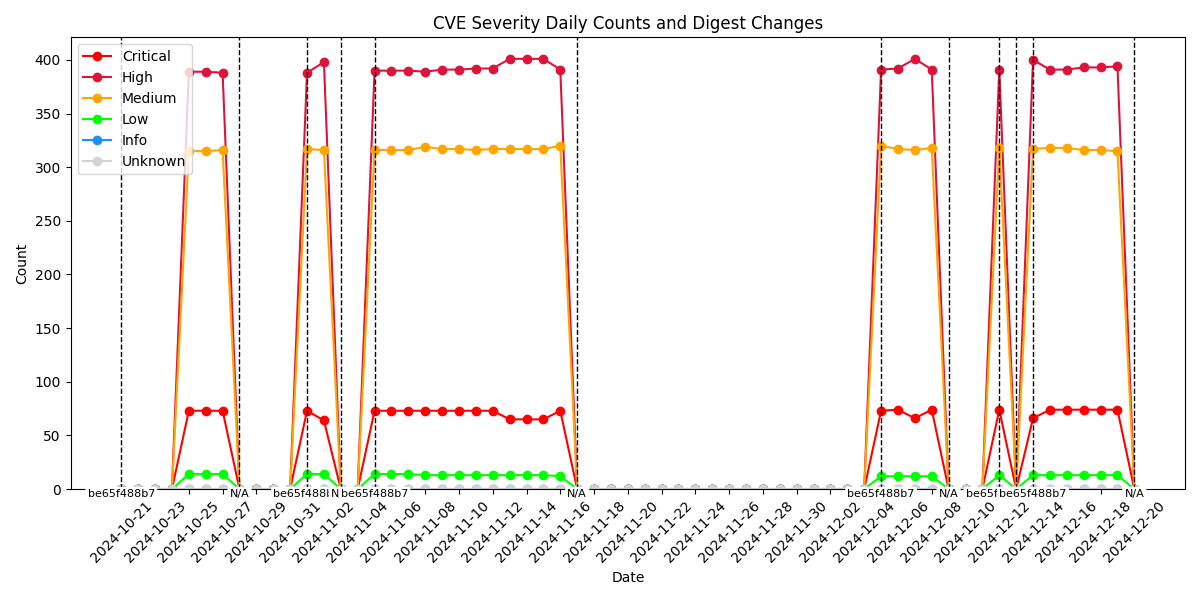 CVE Severity Daily Counts and Digest Changes
Critical
High
Medium
Low
Info
Unknown
Count
400
350
300
250
200
150
100
50
0
be65f488b7
N/A
be65f488l
N
be65f488b7
N/A
be65f488b7
N/A
be65f
be65f488b7
N/A
2024-10-21
2024-10-23
2024-10-25
2024-10-27
2024-10-29
2024-10-31
2024-11-02
2024-11-04
2024-11-06
2024-11-08
2024-11-10
2024-11-12
2024-11-14
2024-11-16
2024-11-18
2024-11-20
2024-11-22
2024-11-24
2024-11-26
2024-11-28
2024-11-30
2024-12-02
2024-12-04
2024-12-06
2024-12-08
2024-12-10
2024-12-12
2024-12-14
2024-12-16
2024-12-18
2024-12-20
Date